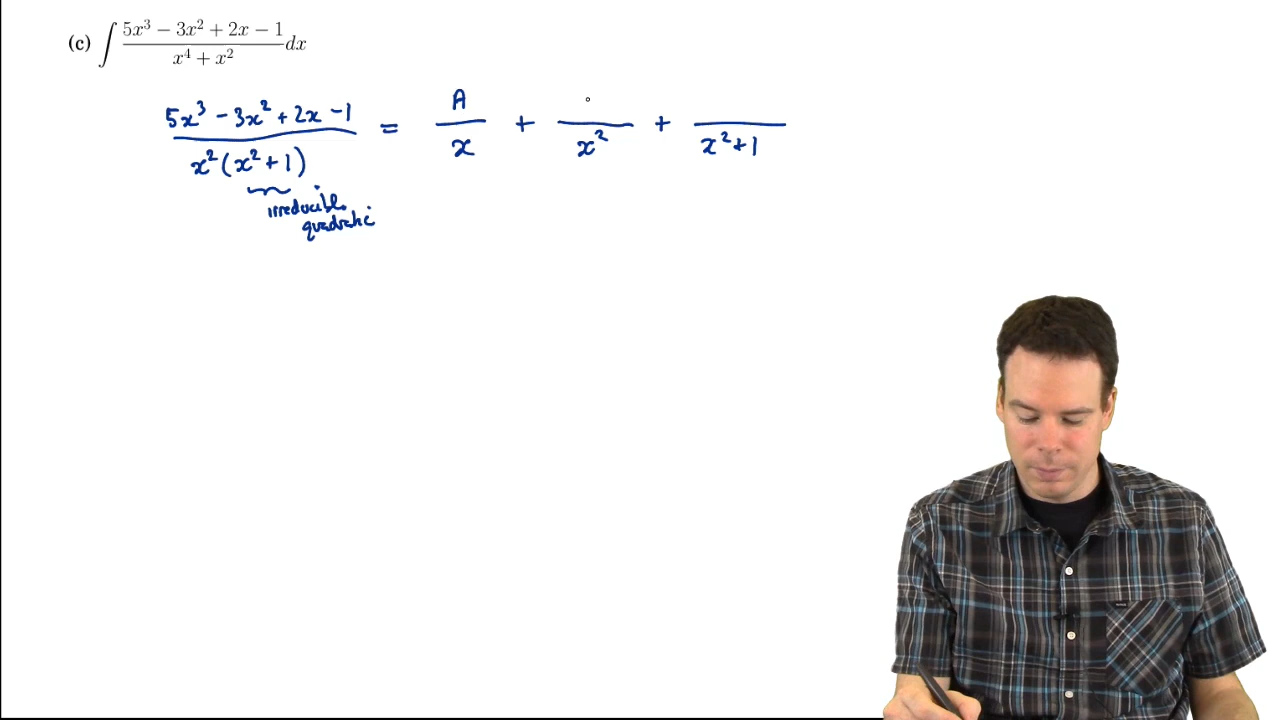 (c) ∫ 5x³ − 3x² + 2x − 1 / x⁴ + x² dx
5x³ − 3x² + 2x − 1 / x²(x² + 1) = A / x + / x² + / x² + 1
irreducible
quadratic